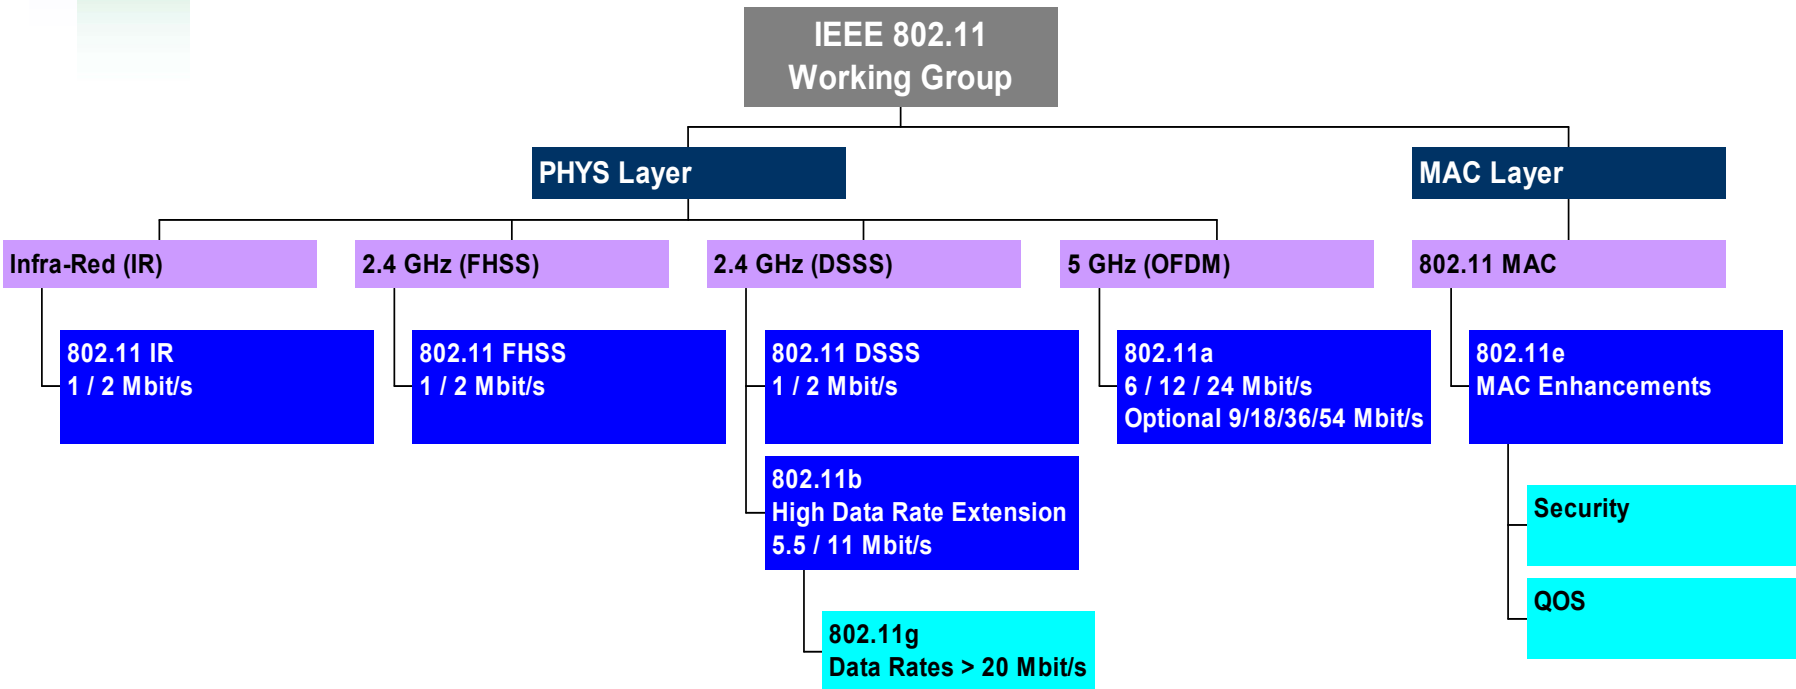 IEEE 802.11
Working Group
PHYS Layer
MAC Layer
Infra-Red (IR)
2.4 GHz (FHSS)
2.4 GHz (DSSS)
5 GHz (OFDM)
802.11 MAC
802.11 IR
1 / 2 Mbit/s
802.11 FHSS
1 / 2 Mbit/s
802.11 DSSS
1 / 2 Mbit/s
802.11a
6 / 12 / 24 Mbit/s
Optional 9/18/36/54 Mbit/s
802.11e
MAC Enhancements
802.11b
High Data Rate Extension
5.5 / 11 Mbit/s
Security
QOS
802.11g
Data Rates > 20 Mbit/s